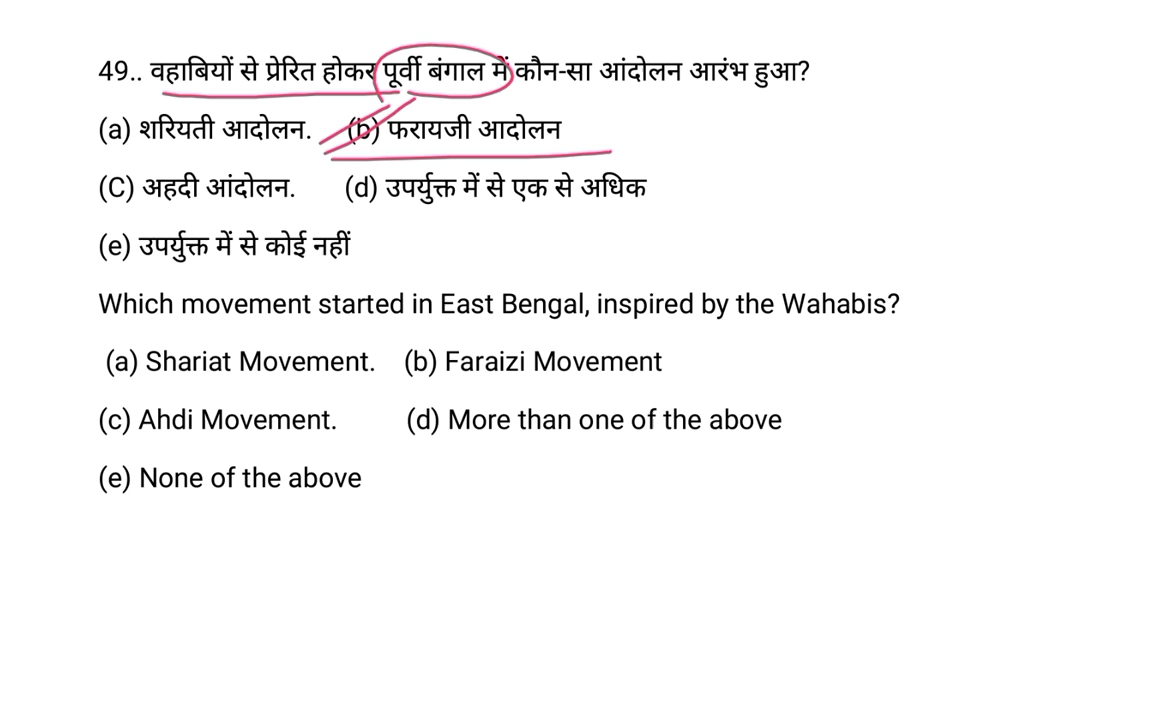 49.. वहाबियों से प्रेरित होकर पूर्वी बंगाल में कौन-सा आंदोलन आरंभ हुआ?
(a) शरियती आदोलन. (b) फरायजी आदोलन
(C) अहदी आंदोलन. (d) उपर्युक्त में से एक से अधिक
(e) उपर्युक्त में से कोई नहीं
Which movement started in East Bengal, inspired by the Wahabis?
(a) Shariat Movement. (b) Faraizi Movement
(c) Ahdi Movement. (d) More than one of the above
(e) None of the above